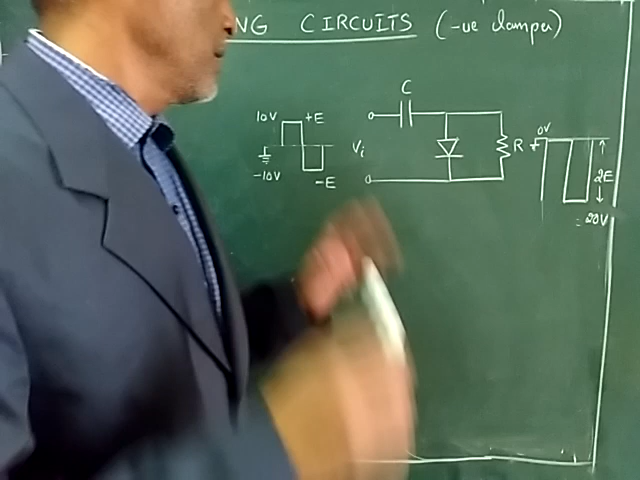 NG CIRCUITS (-ve clamper)
C
10V +E
Vi
R
0V
-10V
-E
2E
= 20V